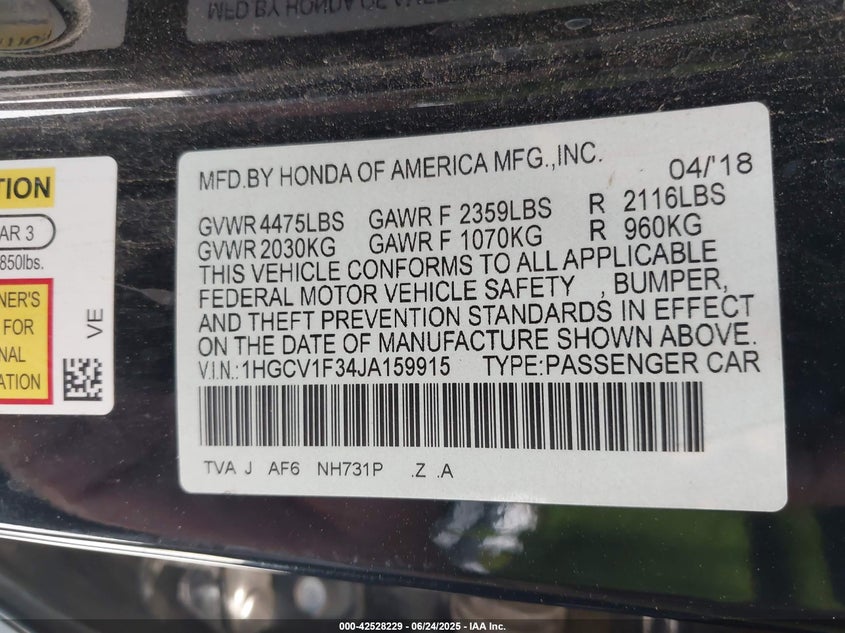 MFD.BY HONDA OF AMERICA MFG.,INC. 04/'18
GVWR 4475LBS GAWR F 2359LBS R 2116LBS
GVWR 2030KG GAWR F 1070KG R 960KG
THIS VEHICLE CONFORMS TO ALL APPLICABLE
FEDERAL MOTOR VEHICLE SAFETY , BUMPER,
AND THEFT PREVENTION STANDARDS IN EFFECT
ON THE DATE OF MANUFACTURE SHOWN ABOVE.
V.I.N.:1HGCV1F34JA159915 TYPE:PASSENGER CAR
TVA J AF6 NH731P .Z .A
AR 3
850lbs.
NER'S
FOR
VE
000-42528229 - 06/24/2025 - IAA Inc.